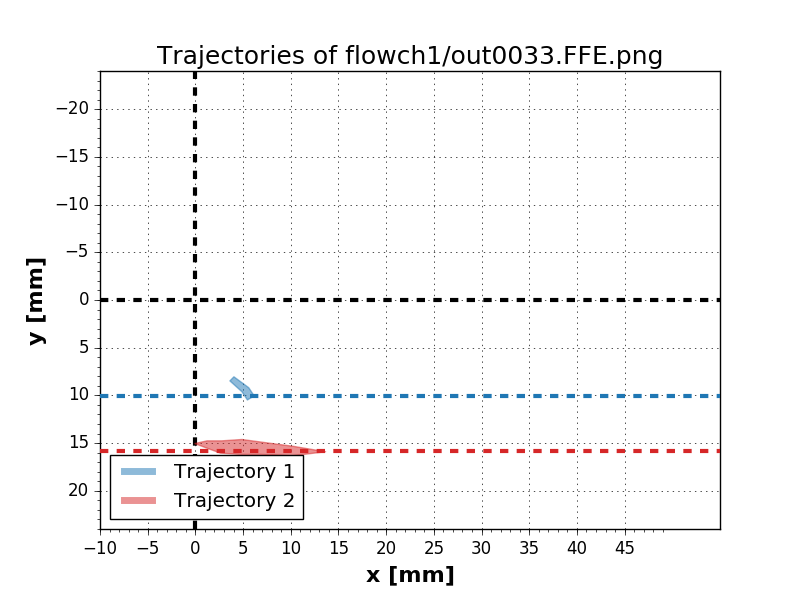 Trajectories of flowch1/out0033.FFE.png
y [mm]
−20
−15
−10
−5
0
5
10
15
20
Trajectory 1
Trajectory 2
−10 −5 0 5 10 15 20 25 30 35 40 45
x [mm]